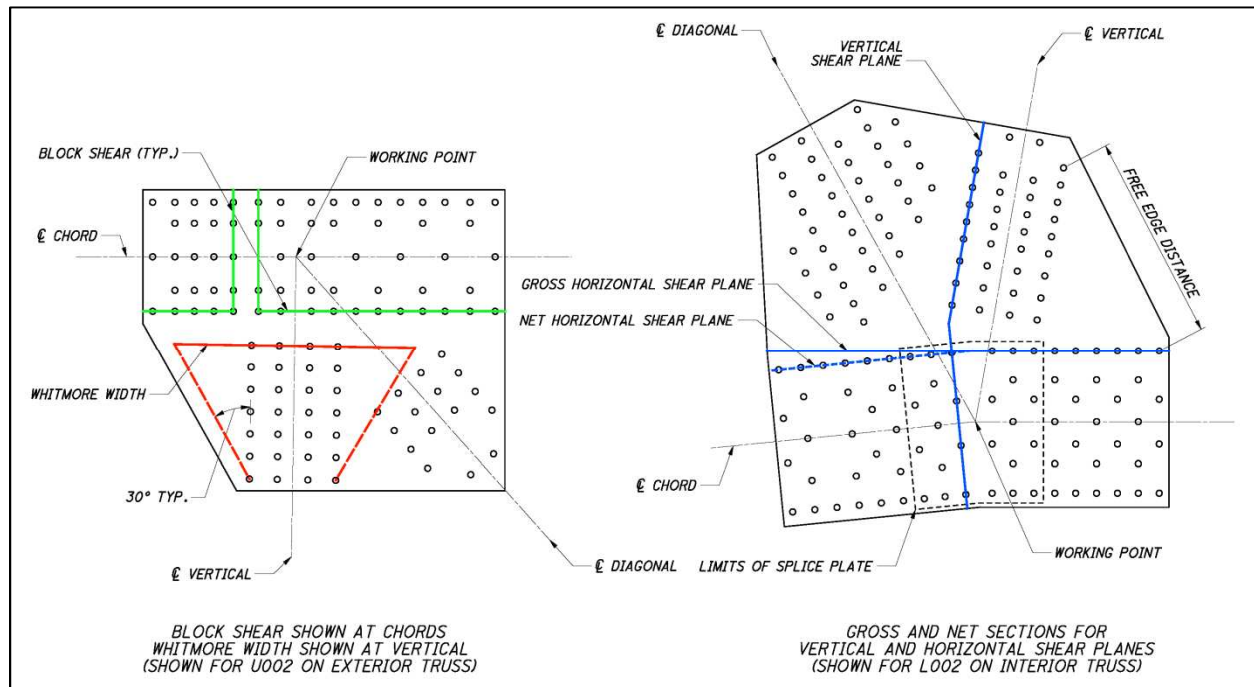 BLOCK SHEAR (TYP.)
WORKING POINT
℄ CHORD
WHITMORE WIDTH
30° TYP.
℄ VERTICAL
℄ DIAGONAL
BLOCK SHEAR SHOWN AT CHORDS
WHITMORE WIDTH SHOWN AT VERTICAL
(SHOWN FOR U002 ON EXTERIOR TRUSS)
℄ DIAGONAL
VERTICAL
SHEAR PLANE
℄ VERTICAL
FREE EDGE DISTANCE
GROSS HORIZONTAL SHEAR PLANE
NET HORIZONTAL SHEAR PLANE
℄ CHORD
LIMITS OF SPLICE PLATE
WORKING POINT
GROSS AND NET SECTIONS FOR
VERTICAL AND HORIZONTAL SHEAR PLANES
(SHOWN FOR L002 ON INTERIOR TRUSS)